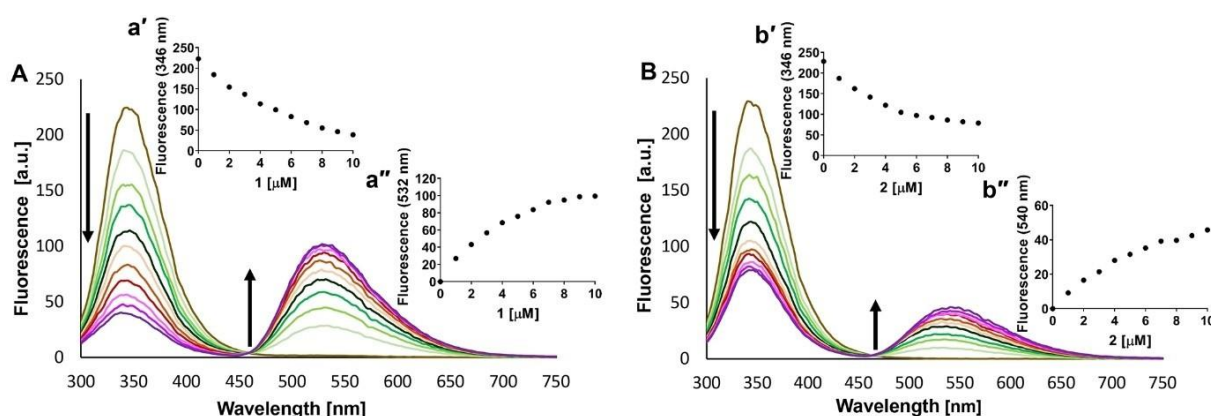 A
Fluorescence [a.u.]
250
200
150
100
50
0
300 350 400 450 500 550 600 650 700 750
Wavelength [nm]
a'
Fluorescence (346 nm)
250
200
150
100
50
0
0 2 4 6 8 10
1 [μM]
a''
Fluorescence (532 nm)
120
100
80
60
40
20
0
0 2 4 6 8 10
1 [μM]
B
Fluorescence [a.u.]
250
200
150
100
50
0
300 350 400 450 500 550 600 650 700 750
Wavelength [nm]
b'
Fluorescence (346 nm)
250
200
150
100
50
0
0 2 4 6 8 10
2 [μM]
b''
Fluorescence (540 nm)
60
40
20
0
0 2 4 6 8 10
2 [μM]